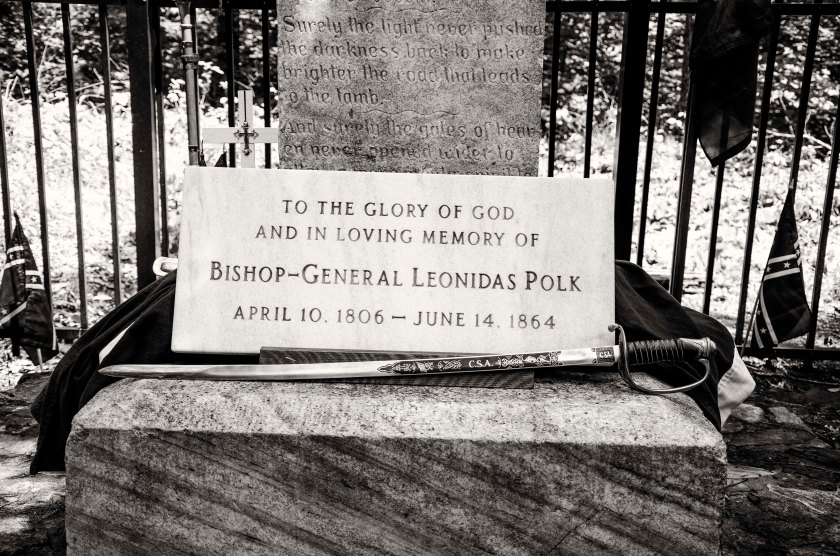 Surely the light never pushed
the darkness back to make
brighter the road that leads
to the lamb.
And surely the gates of heav-
en never opened wider to
TO THE GLORY OF GOD
AND IN LOVING MEMORY OF
BISHOP-GENERAL LEONIDAS POLK
APRIL 10, 1806 — JUNE 14, 1864
C.S.A.
C.S.A.